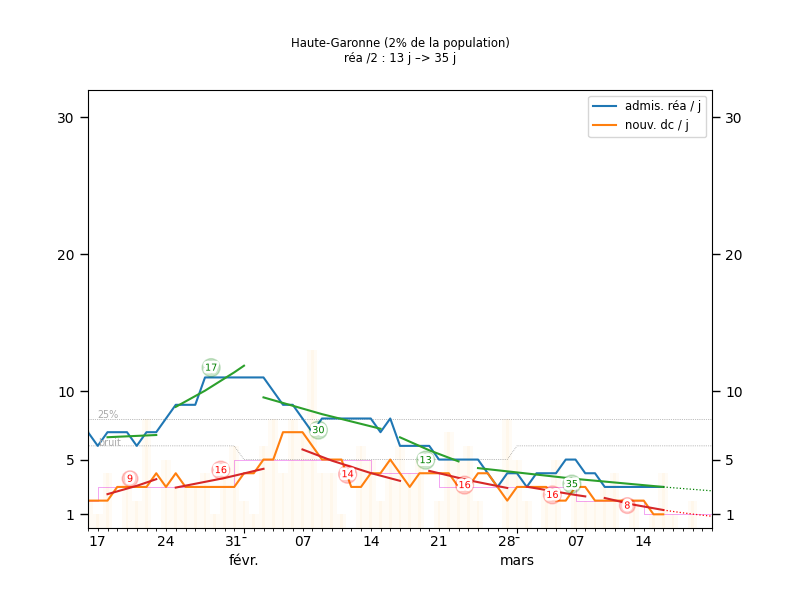 Haute-Garonne (2% de la population)
réa /2 : 13 j –> 35 j
admis. réa / j
nouv. dc / j
30 30
20 20
10 10
5 5
1 1
25%
bruit
17
30
13
35
9
16
14
16
16
8
17 24 31 07 14 21 28 07 14
févr. mars